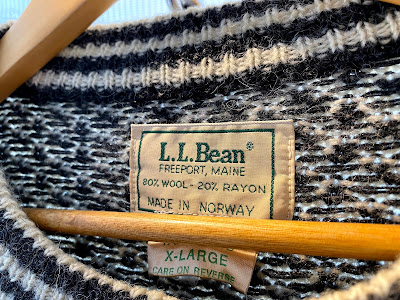 L.L.Bean®
FREEPORT, MAINE
80% WOOL - 20% RAYON
MADE IN NORWAY
X-LARGE
CARE ON REVERSE